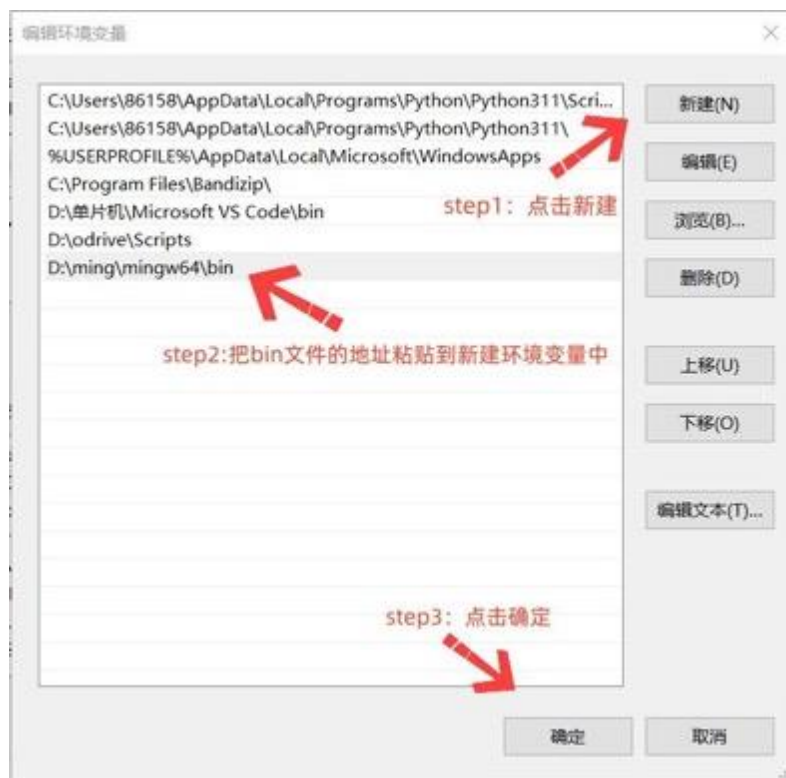 编辑环境变量
C:\Users\86158\AppData\Local\Programs\Python\Python311\Scri...
新建(N)
C:\Users\86158\AppData\Local\Programs\Python\Python311\
%USERPROFILE%\AppData\Local\Microsoft\WindowsApps
编辑(E)
C:\Program Files\Bandizip\
D:\单片机\Microsoft VS Code\bin
step1：点击新建
浏览(B)...
D:\odrive\Scripts
D:\ming\mingw64\bin
删除(D)
step2:把bin文件的地址粘贴到新建环境变量中
上移(U)
下移(O)
编辑文本(T)...
step3：点击确定
确定
取消